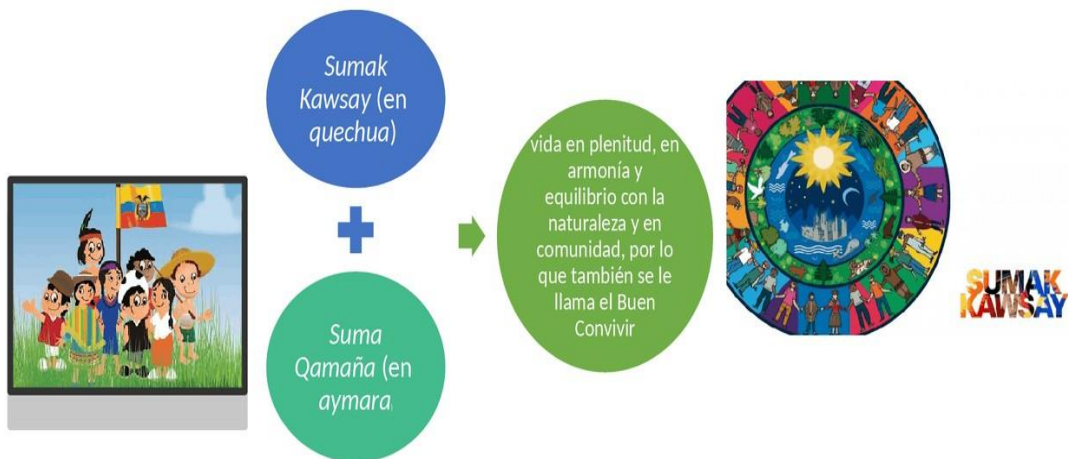 Sumak
Kawsay (en
quechua)
Suma
Qamaña (en
aymara
vida en plenitud, en
armonía y
equilibrio con la
naturaleza y en
comunidad, por lo
que también se le
llama el Buen
Convivir
SUMAK
KAWSAY